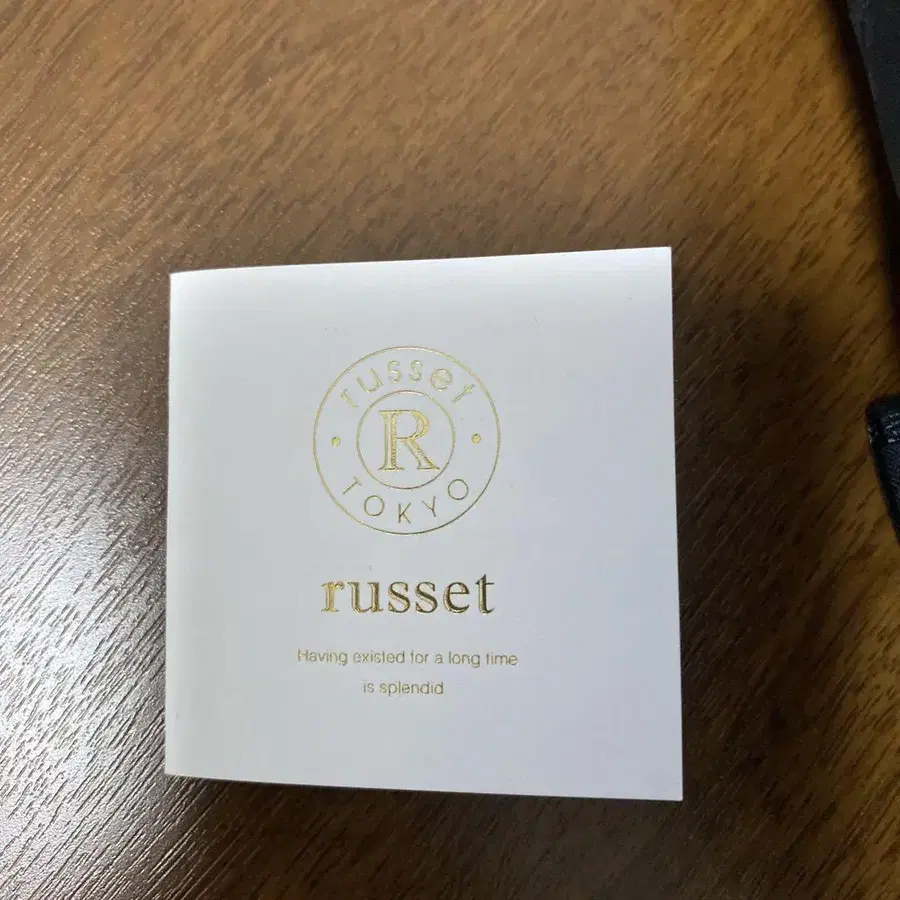 russet
R
TOKYO
russet
Having existed for a long time
is splendid